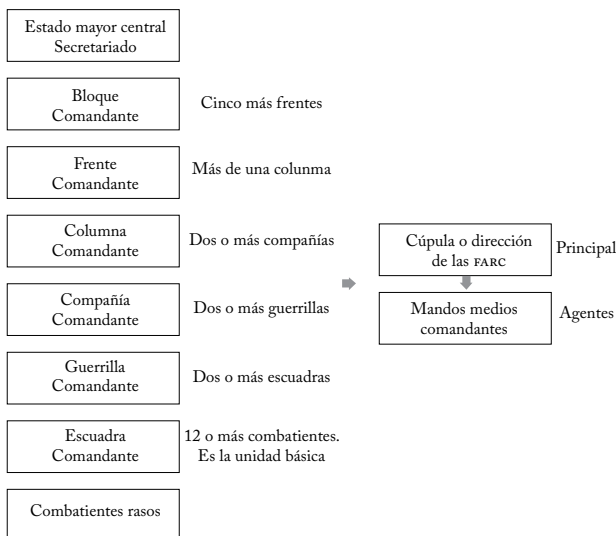 Estado mayor central
Secretariado
Bloque
Comandante
Cinco más frentes
Frente
Comandante
Más de una colunma
Columna
Comandante
Dos o más compañías
Compañía
Comandante
Dos o más guerrillas
Guerrilla
Comandante
Dos o más escuadras
Escuadra
Comandante
12 o más combatientes.
Es la unidad básica
Combatientes rasos
Cúpula o dirección
de las FARC
Principal
Mandos medios
comandantes
Agentes